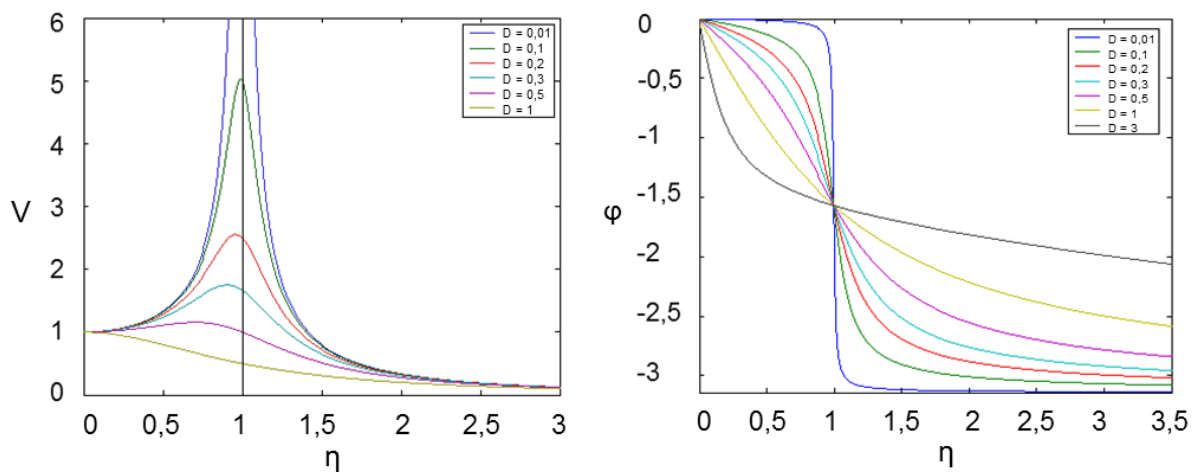 6
5
4
3
2
1
0
V
0 0,5 1 1,5 2 2,5 3
η
D = 0,01
D = 0,1
D = 0,2
D = 0,3
D = 0,5
D = 1
0
-0,5
-1
-1,5
-2
-2,5
-3
φ
0 0,5 1 1,5 2 2,5 3 3,5
η
D = 0,01
D = 0,1
D = 0,2
D = 0,3
D = 0,5
D = 1
D = 3